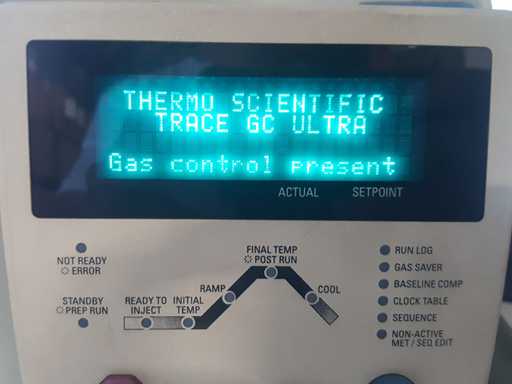 THERMO SCIENTIFIC
TRACE GC ULTRA
Gas control present
ACTUAL SETPOINT
NOT READY
ERROR
STANDBY
PREP RUN
READY TO
INJECT
INITIAL
TEMP
RAMP
FINAL TEMP
POST RUN
COOL
RUN LOG
GAS SAVER
BASELINE COMP
CLOCK TABLE
SEQUENCE
NON-ACTIVE
MET / SEQ EDIT